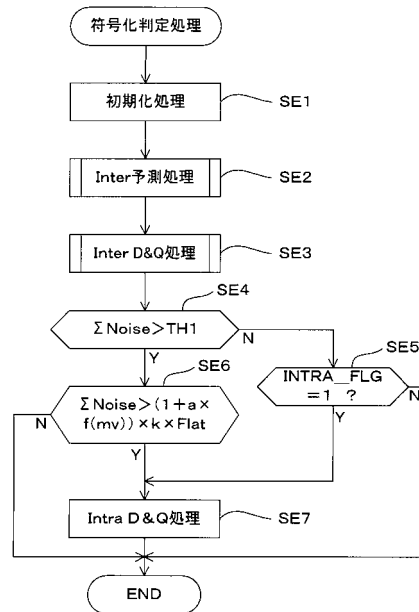 符号化判定処理
初期化処理
SE1
Inter予測処理
SE2
Inter D&Q処理
SE3
SE4
ΣNoise>TH1
N
Y
SE5
INTRA__FLG
=1 ?
N
Y
SE6
ΣNoise>(1+a×
f(mv))×k×Flat
N
Y
Intra D&Q処理
SE7
END